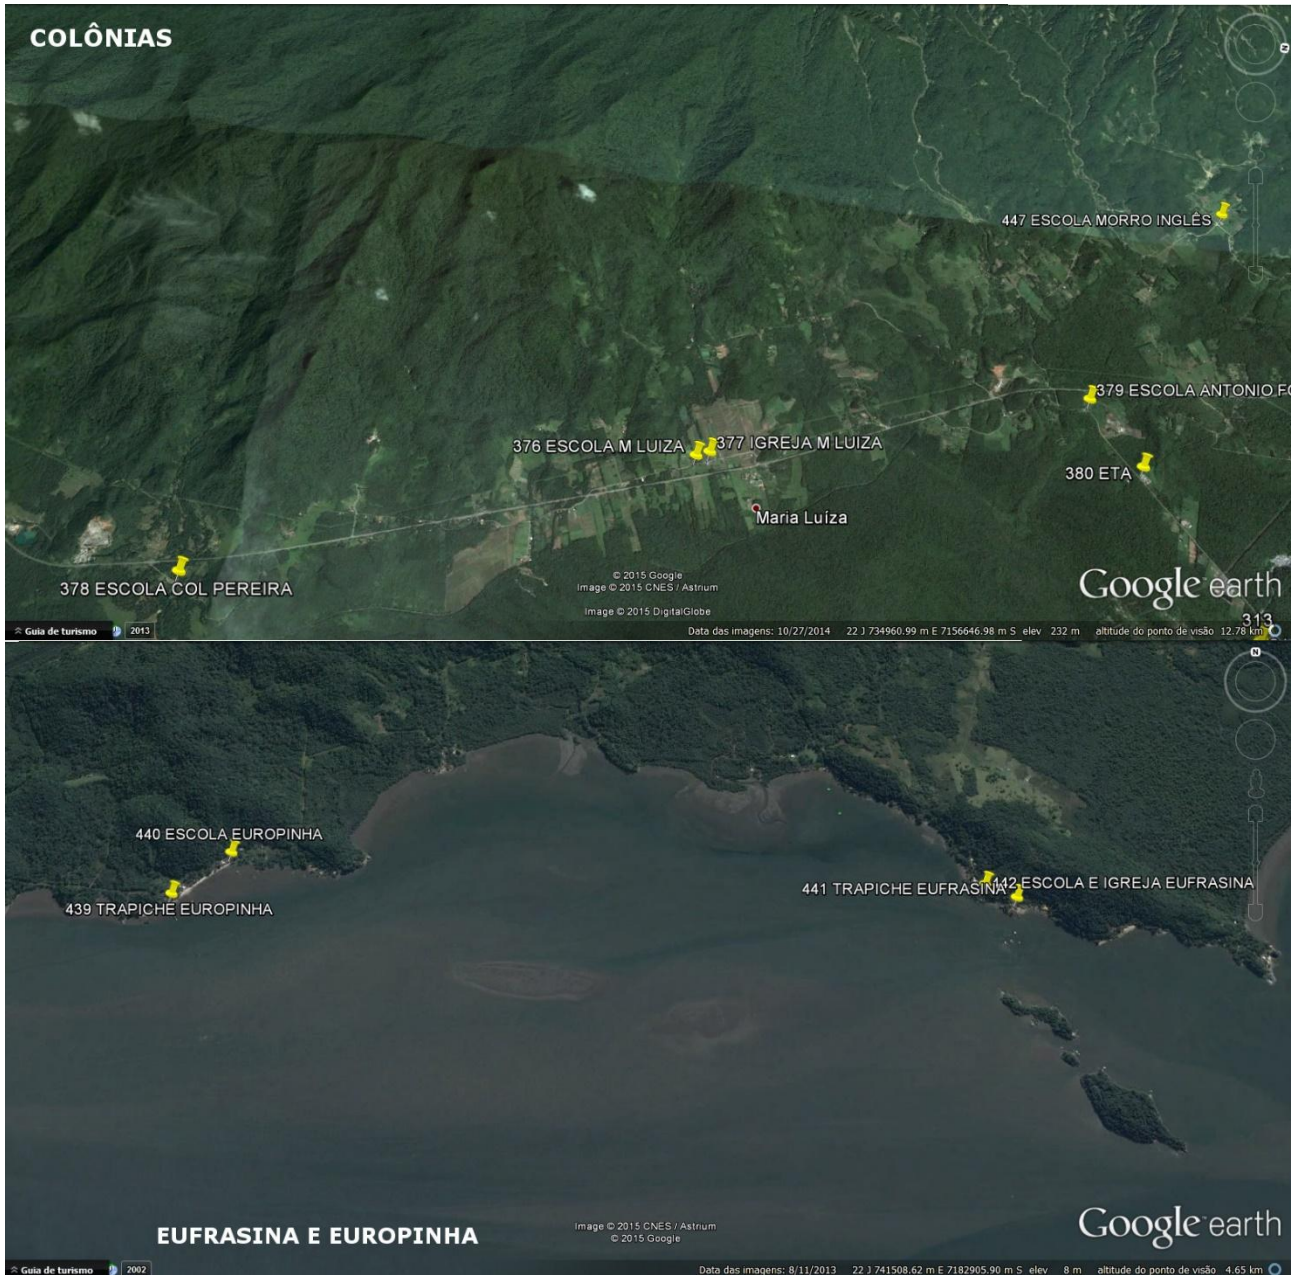 COLÔNIAS
N
447 ESCOLA MORRO INGLÊS
379 ESCOLA ANTONIO FO
376 ESCOLA M LUIZA
377 IGREJA M LUIZA
380 ETA
Maria Luíza
378 ESCOLA COL PEREIRA
© 2015 Google
Image © 2015 CNES / Astrium
Image © 2015 DigitalGlobe
Google earth
313
Guia de turismo 2013 Data das imagens: 10/27/2014 22 J 734960.99 m E 7156646.98 m S elev 232 m altitude do ponto de visão 12.78 km
N
440 ESCOLA EUROPINHA
439 TRAPICHE EUROPINHA
441 TRAPICHE EUFRASINA
442 ESCOLA E IGREJA EUFRASINA
EUFRASINA E EUROPINHA
Image © 2015 CNES / Astrium
© 2015 Google
Google earth
Guia de turismo 2002 Data das imagens: 8/11/2013 22 J 741508.62 m E 7182905.90 m S elev 8 m altitude do ponto de visão 4.65 km